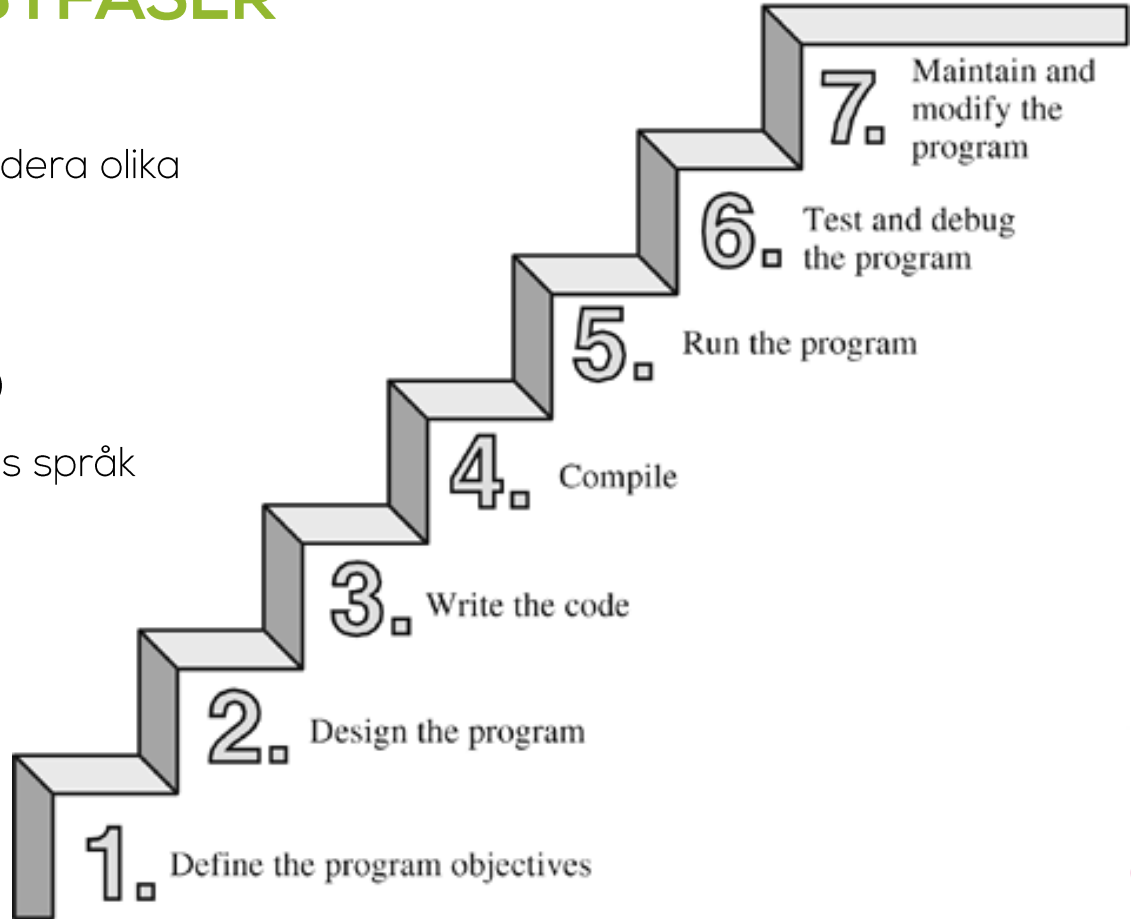 dera olika
s språk
7. Maintain and
modify the
program
6. Test and debug
the program
5. Run the program
4. Compile
3. Write the code
2. Design the program
1. Define the program objectives